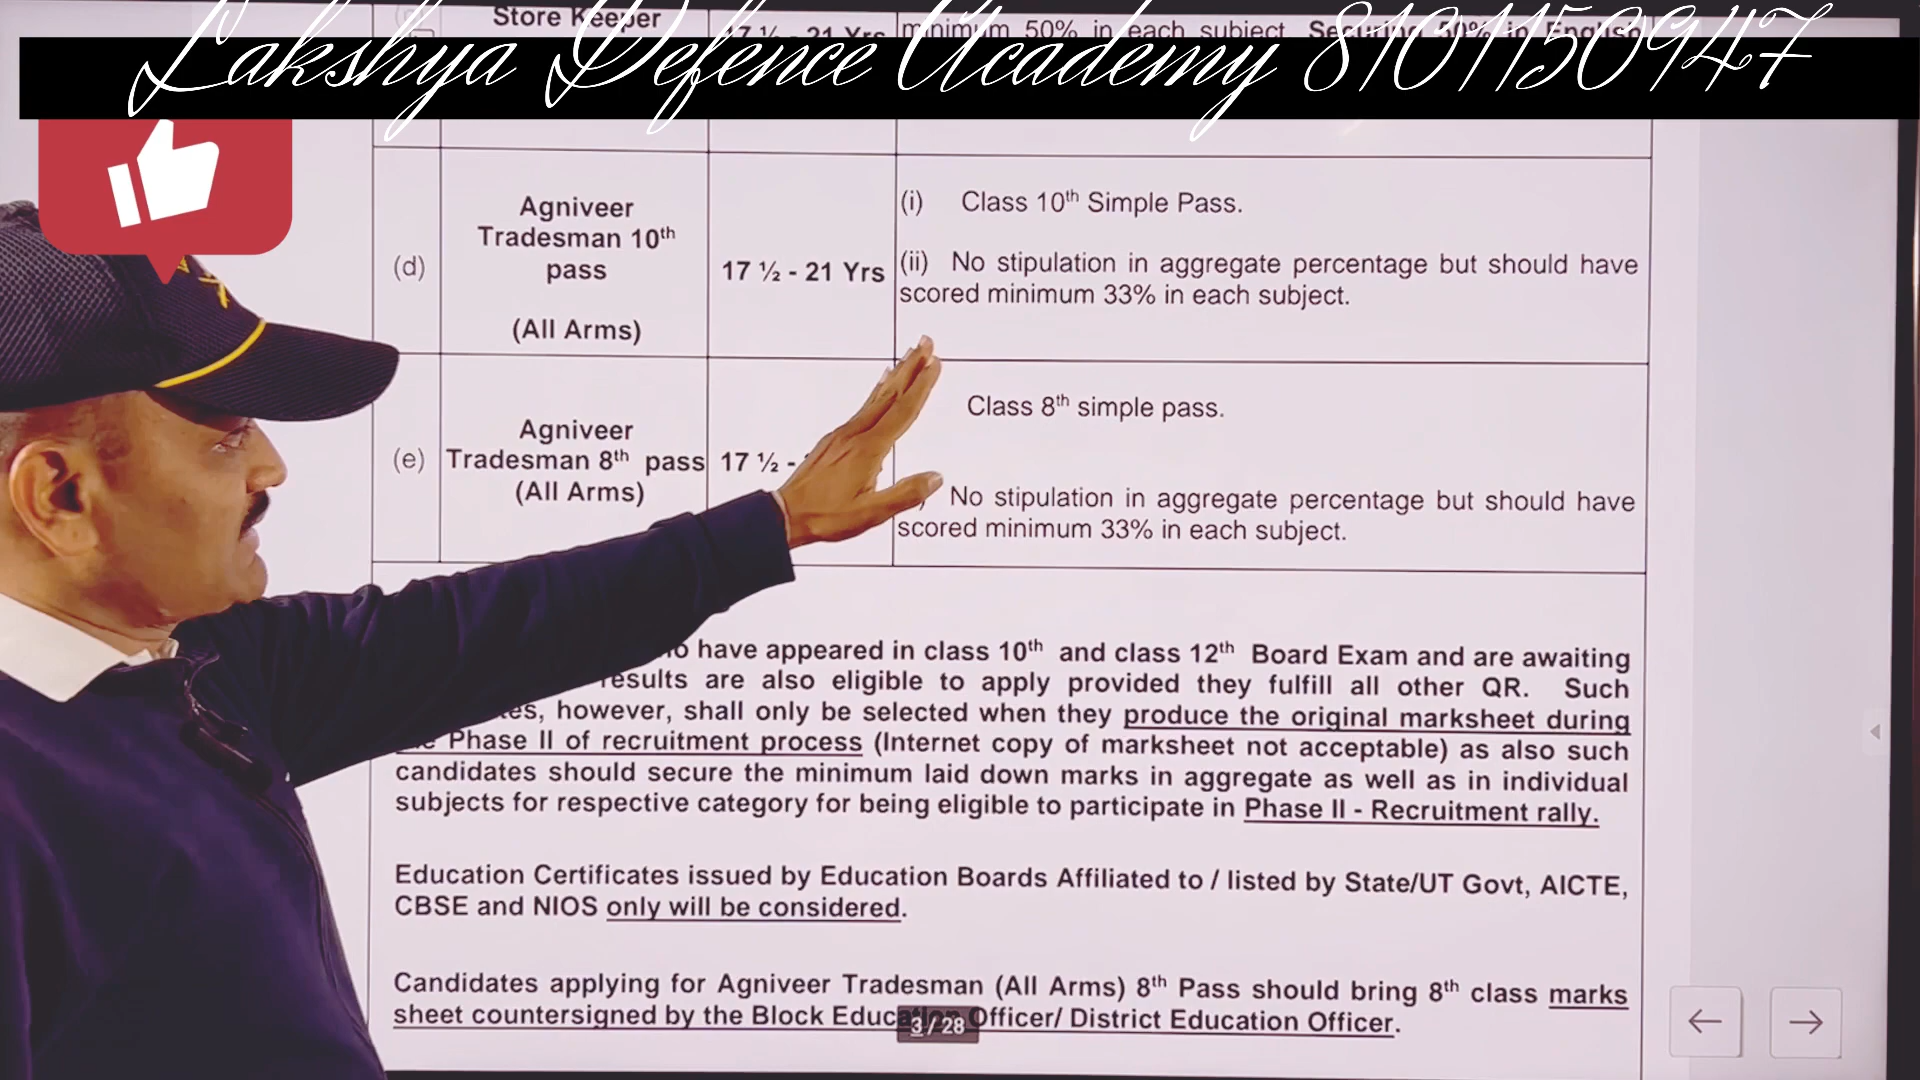 Store Keeper
17 ½ - 21 Yrs
minimum 50% in each subject. Securing 50% in English
Lakshya Defence Academy 8101150947
(d)
Agniveer
Tradesman 10th
pass
(All Arms)
17 ½ - 21 Yrs
(i) Class 10th Simple Pass.
(ii) No stipulation in aggregate percentage but should have
scored minimum 33% in each subject.
(e)
Agniveer
Tradesman 8th pass
(All Arms)
17 ½ -
Class 8th simple pass.
No stipulation in aggregate percentage but should have
scored minimum 33% in each subject.
have appeared in class 10th and class 12th Board Exam and are awaiting
results are also eligible to apply provided they fulfill all other QR. Such
however, shall only be selected when they produce the original marksheet during
Phase II of recruitment process (Internet copy of marksheet not acceptable) as also such
candidates should secure the minimum laid down marks in aggregate as well as in individual
subjects for respective category for being eligible to participate in Phase II - Recruitment rally.
Education Certificates issued by Education Boards Affiliated to / listed by State/UT Govt, AICTE,
CBSE and NIOS only will be considered.
Candidates applying for Agniveer Tradesman (All Arms) 8th Pass should bring 8th class marks
sheet countersigned by the Block Education Officer/ District Education Officer.
3 / 28